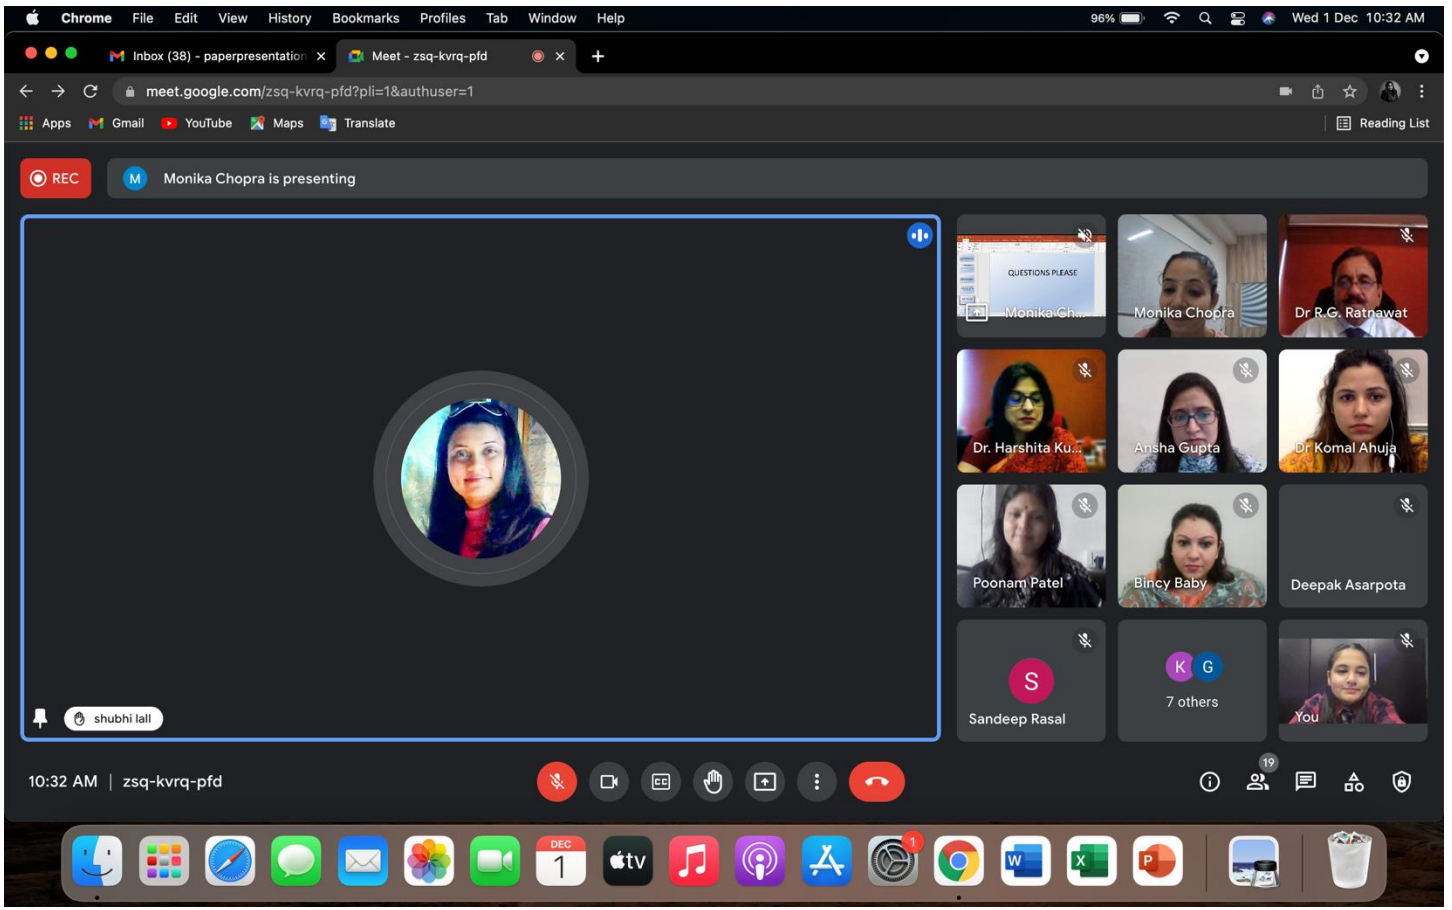 Chrome File Edit View History Bookmarks Profiles Tab Window Help 96% Wed 1 Dec 10:32 AM
Inbox (38) - paperpresentation Meet - zsq-kvrq-pfd
meet.google.com/zsq-kvrq-pfd?pli=1&authuser=1
Apps Gmail YouTube Maps Translate Reading List
REC M Monika Chopra is presenting
QUESTIONS PLEASE
Monika Ch... Monika Chopra Dr R.G. Ratnawat
Dr. Harshita Ku... Ansha Gupta Dr Komal Ahuja
Poonam Patel Bincy Baby Deepak Asarpota
S K G
7 others
Sandeep Rasal You
shubhi lall
10:32 AM | zsq-kvrq-pfd CC 19
DEC
1 tv 1 W X P